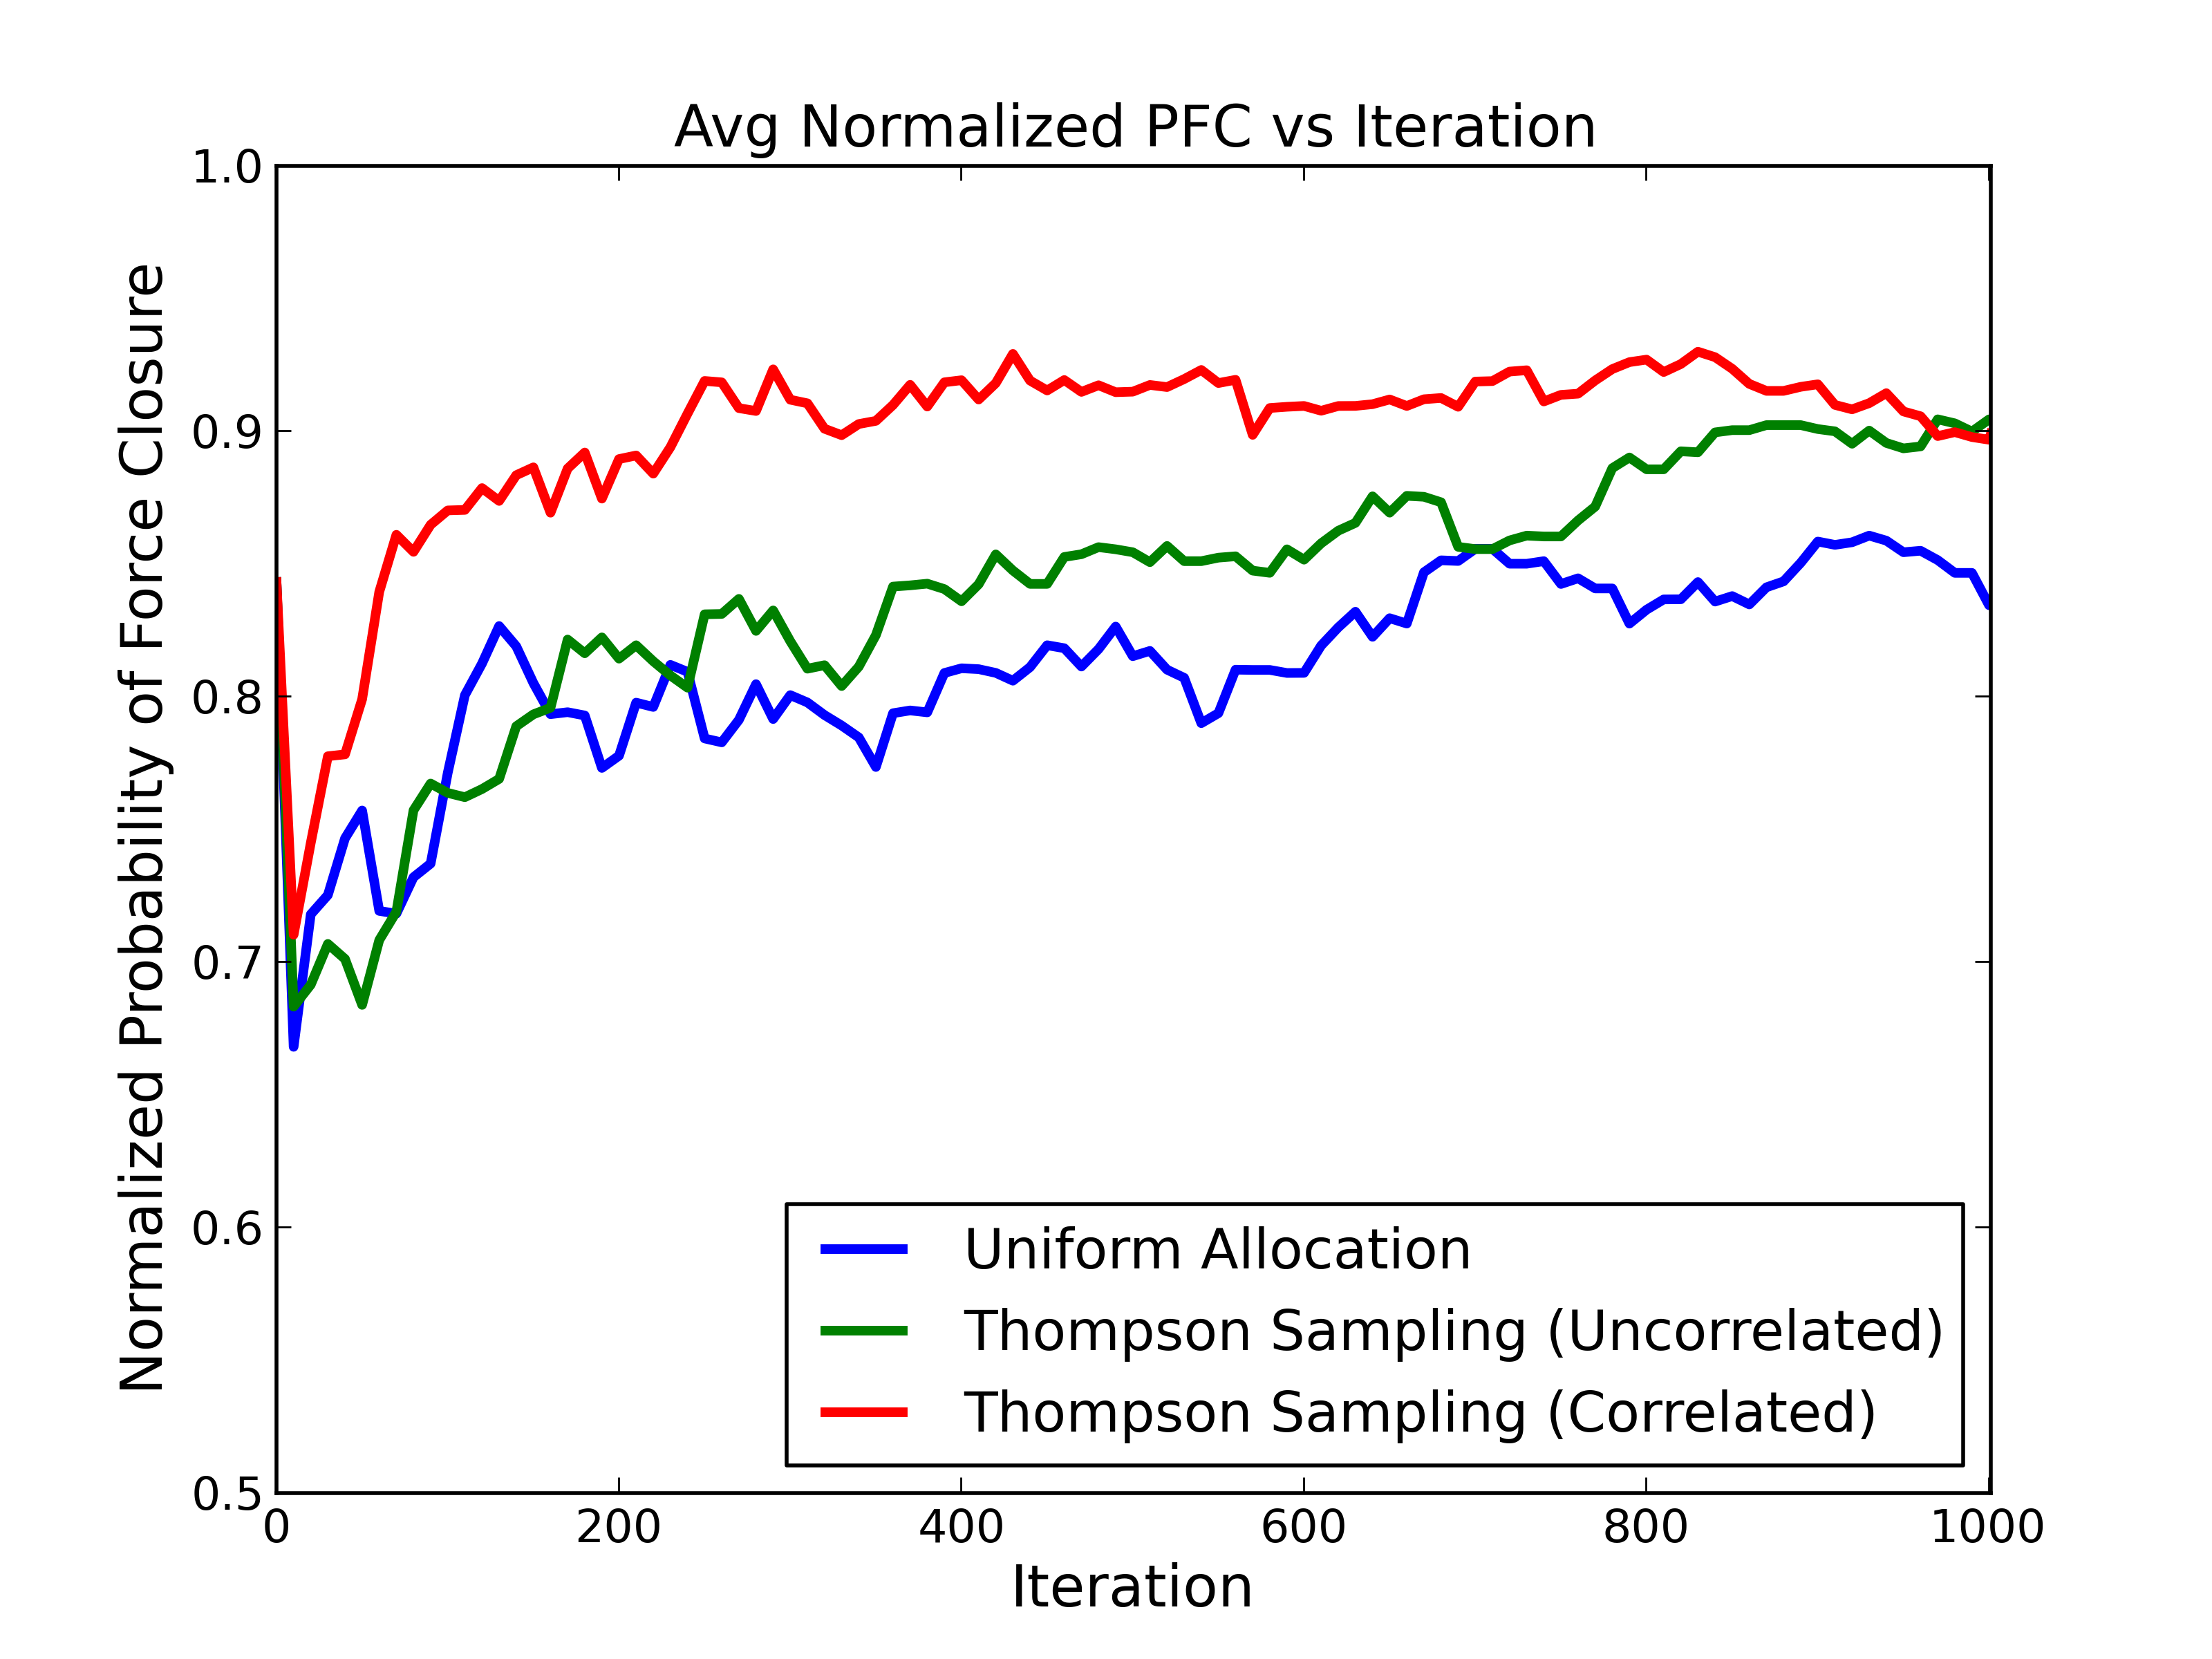 Avg Normalized PFC vs Iteration
Normalized Probability of Force Closure
1.0
0.9
0.8
0.7
0.6
0.5
0
200
400
600
800
1000
Iteration
Uniform Allocation
Thompson Sampling (Uncorrelated)
Thompson Sampling (Correlated)